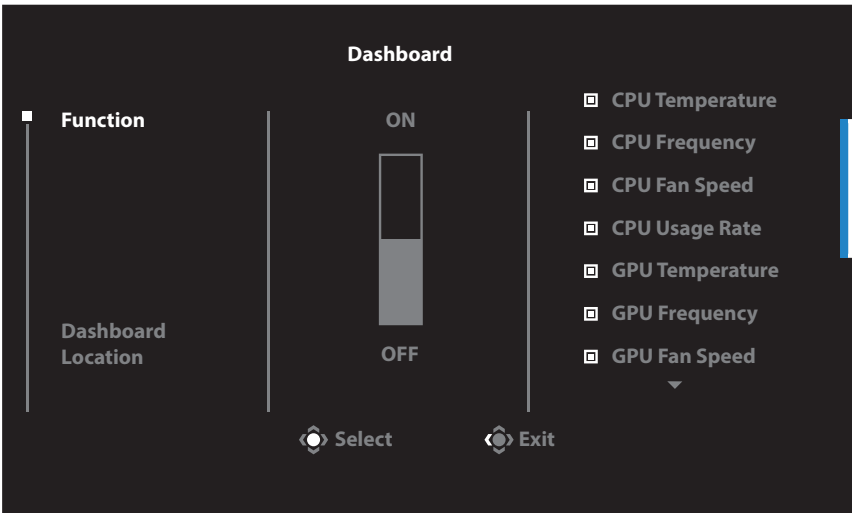 Dashboard
Function
Dashboard
Location
ON
OFF
CPU Temperature
CPU Frequency
CPU Fan Speed
CPU Usage Rate
GPU Temperature
GPU Frequency
GPU Fan Speed
Select
Exit